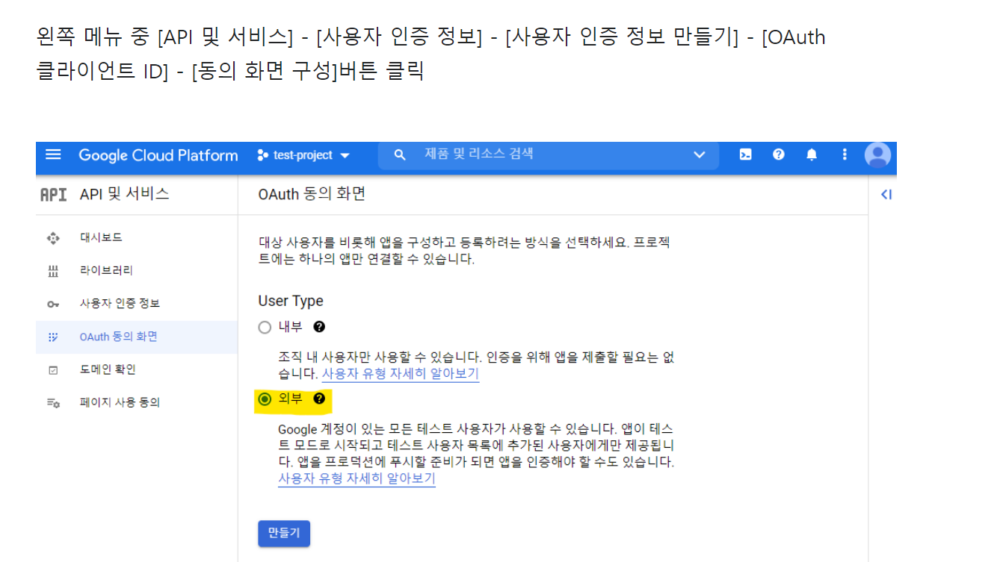 왼쪽 메뉴 중 [API 및 서비스] - [사용자 인증 정보] - [사용자 인증 정보 만들기] - [OAuth
클라이언트 ID] - [동의 화면 구성]버튼 클릭
Google Cloud Platform
test-project
제품 및 리소스 검색
API API 및 서비스
OAuth 동의 화면
대시보드
라이브러리
사용자 인증 정보
OAuth 동의 화면
도메인 확인
페이지 사용 동의
대상 사용자를 비롯해 앱을 구성하고 등록하려는 방식을 선택하세요. 프로젝
트에는 하나의 앱만 연결할 수 있습니다.
User Type
내부
조직 내 사용자만 사용할 수 있습니다. 인증을 위해 앱을 제출할 필요는 없
습니다. 사용자 유형 자세히 알아보기
외부
Google 계정이 있는 모든 테스트 사용자가 사용할 수 있습니다. 앱이 테스
트 모드로 시작되고 테스트 사용자 목록에 추가된 사용자에게만 제공됩니
다. 앱을 프로덕션에 푸시할 준비가 되면 앱을 인증해야 할 수도 있습니다.
사용자 유형 자세히 알아보기
만들기